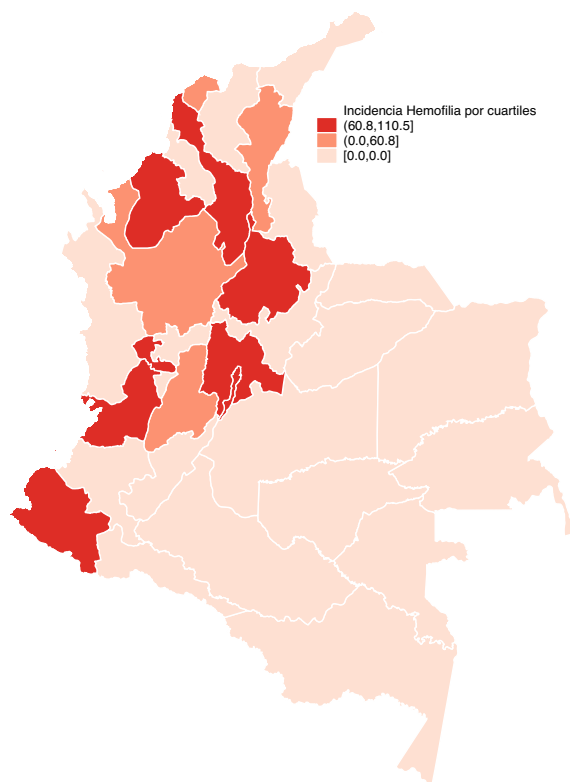 Incidencia Hemofilia por cuartiles
(60.8,110.5]
(0.0,60.8]
[0.0,0.0]